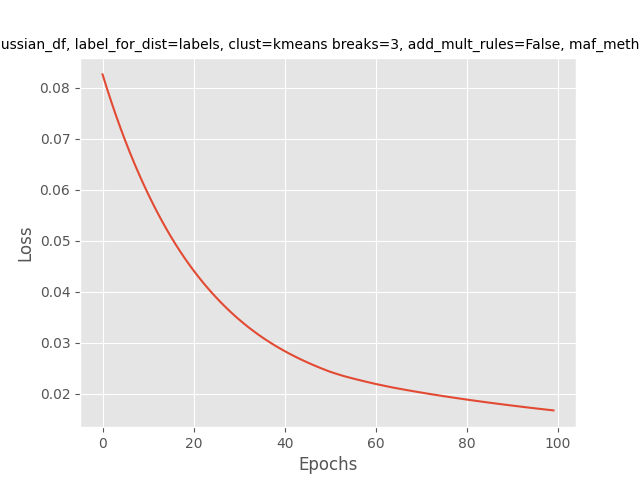 ussian_df, label_for_dist=labels, clust=kmeans breaks=3, add_mult_rules=False, maf_meth
0.08
0.07
0.06
0.05
0.04
0.03
0.02
Loss
0 20 40 60 80 100
Epochs